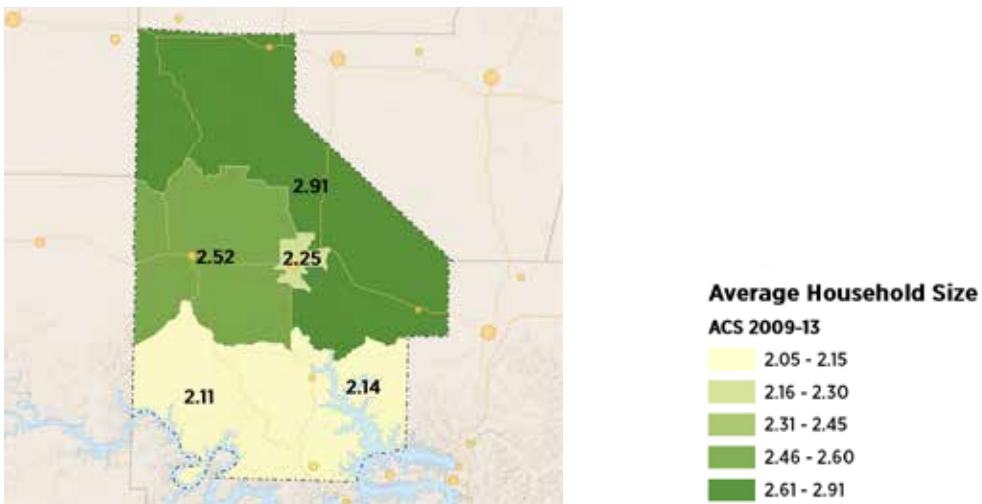 2.91
2.52
2.25
2.11
2.14
Average Household Size
ACS 2009-13
2.05 - 2.15
2.16 - 2.30
2.31 - 2.45
2.46 - 2.60
2.61 - 2.91